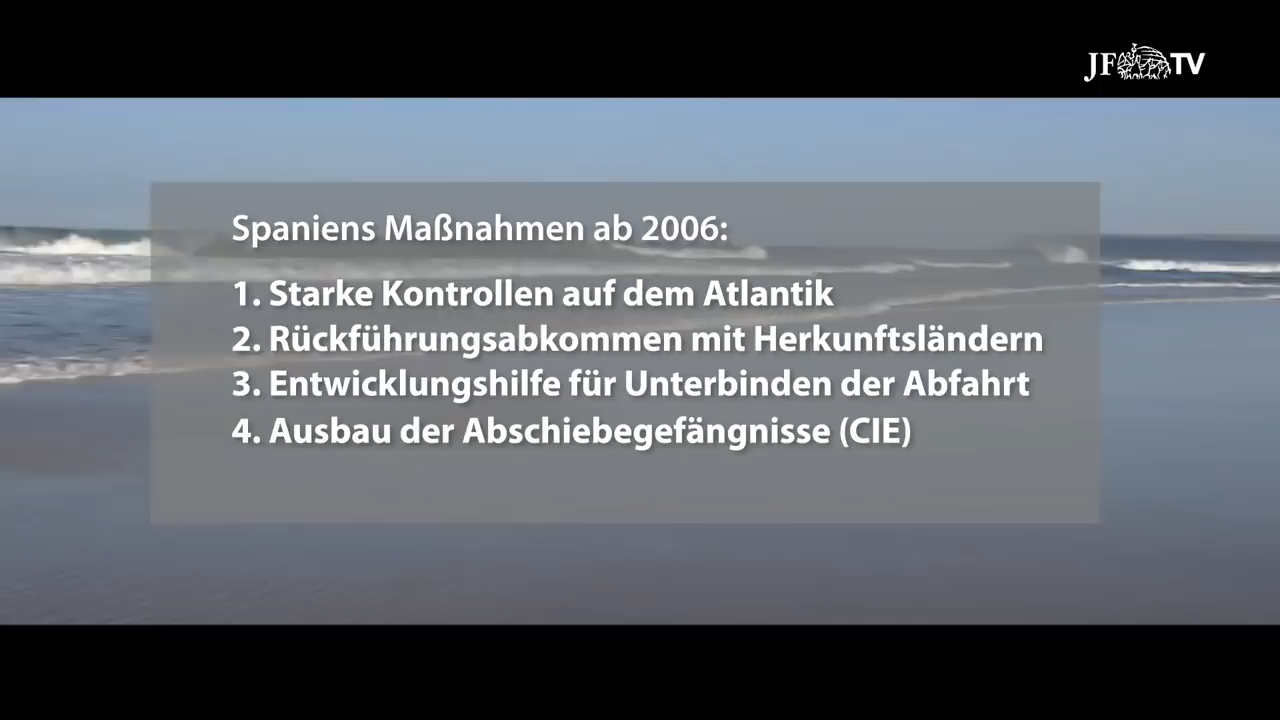 JF TV
Spaniens Maßnahmen ab 2006:
1. Starke Kontrollen auf dem Atlantik
2. Rückführungsabkommen mit Herkunftsländern
3. Entwicklungshilfe für Unterbinden der Abfahrt
4. Ausbau der Abschiebegefängnisse (CIE)